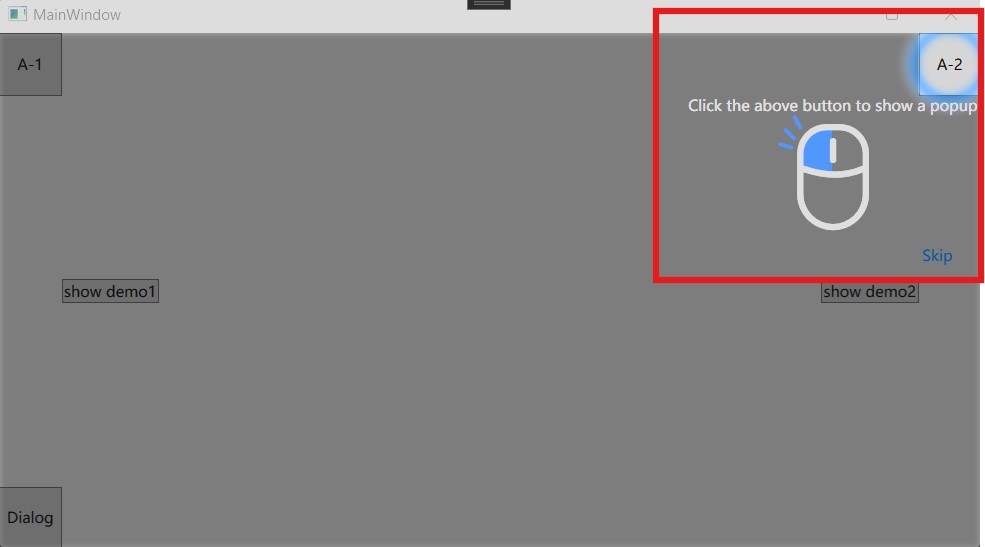 MainWindow
A-1
A-2
Click the above button to show a popup
Skip
show demo1
show demo2
Dialog